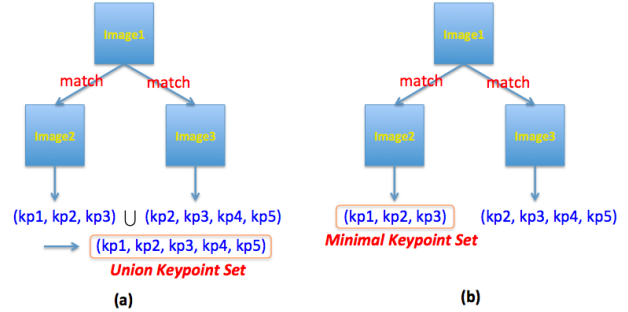 Image1
match match
Image2 Image3
(kp1, kp2, kp3) ∪ (kp2, kp3, kp4, kp5)
(kp1, kp2, kp3, kp4, kp5)
Union Keypoint Set
(a)
Image1
match match
Image2 Image3
(kp1, kp2, kp3) (kp2, kp3, kp4, kp5)
Minimal Keypoint Set
(b)